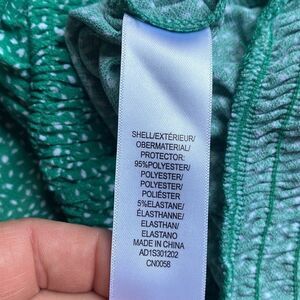 SHELL/EXTÉRIEUR/
OBERMATERIAL/
PROTECTOR:
95%POLYESTER/
POLYESTER/
POLYESTER/
POLIÉSTER
5%ELASTANE/
ÉLASTHANNE/
ELASTHAN/
ELASTANO
MADE IN CHINA
AD1S301202
CN0058